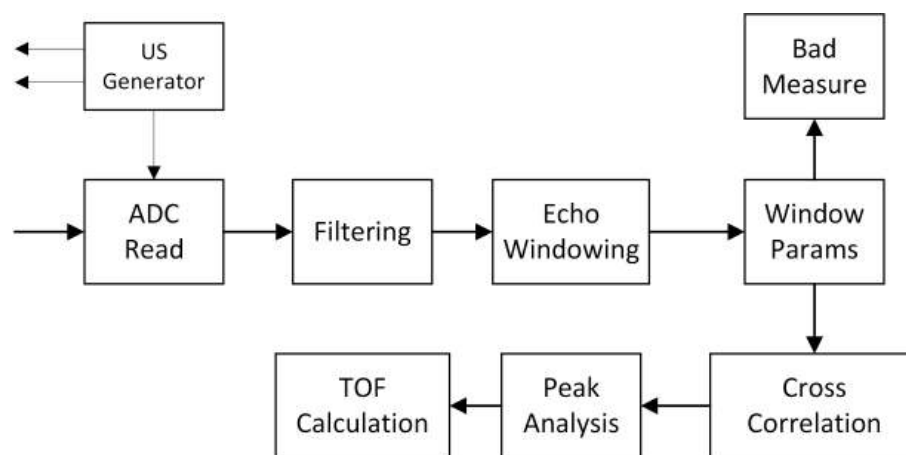 US
Generator
Bad
Measure
ADC
Read
Filtering
Echo
Windowing
Window
Params
TOF
Calculation
Peak
Analysis
Cross
Correlation